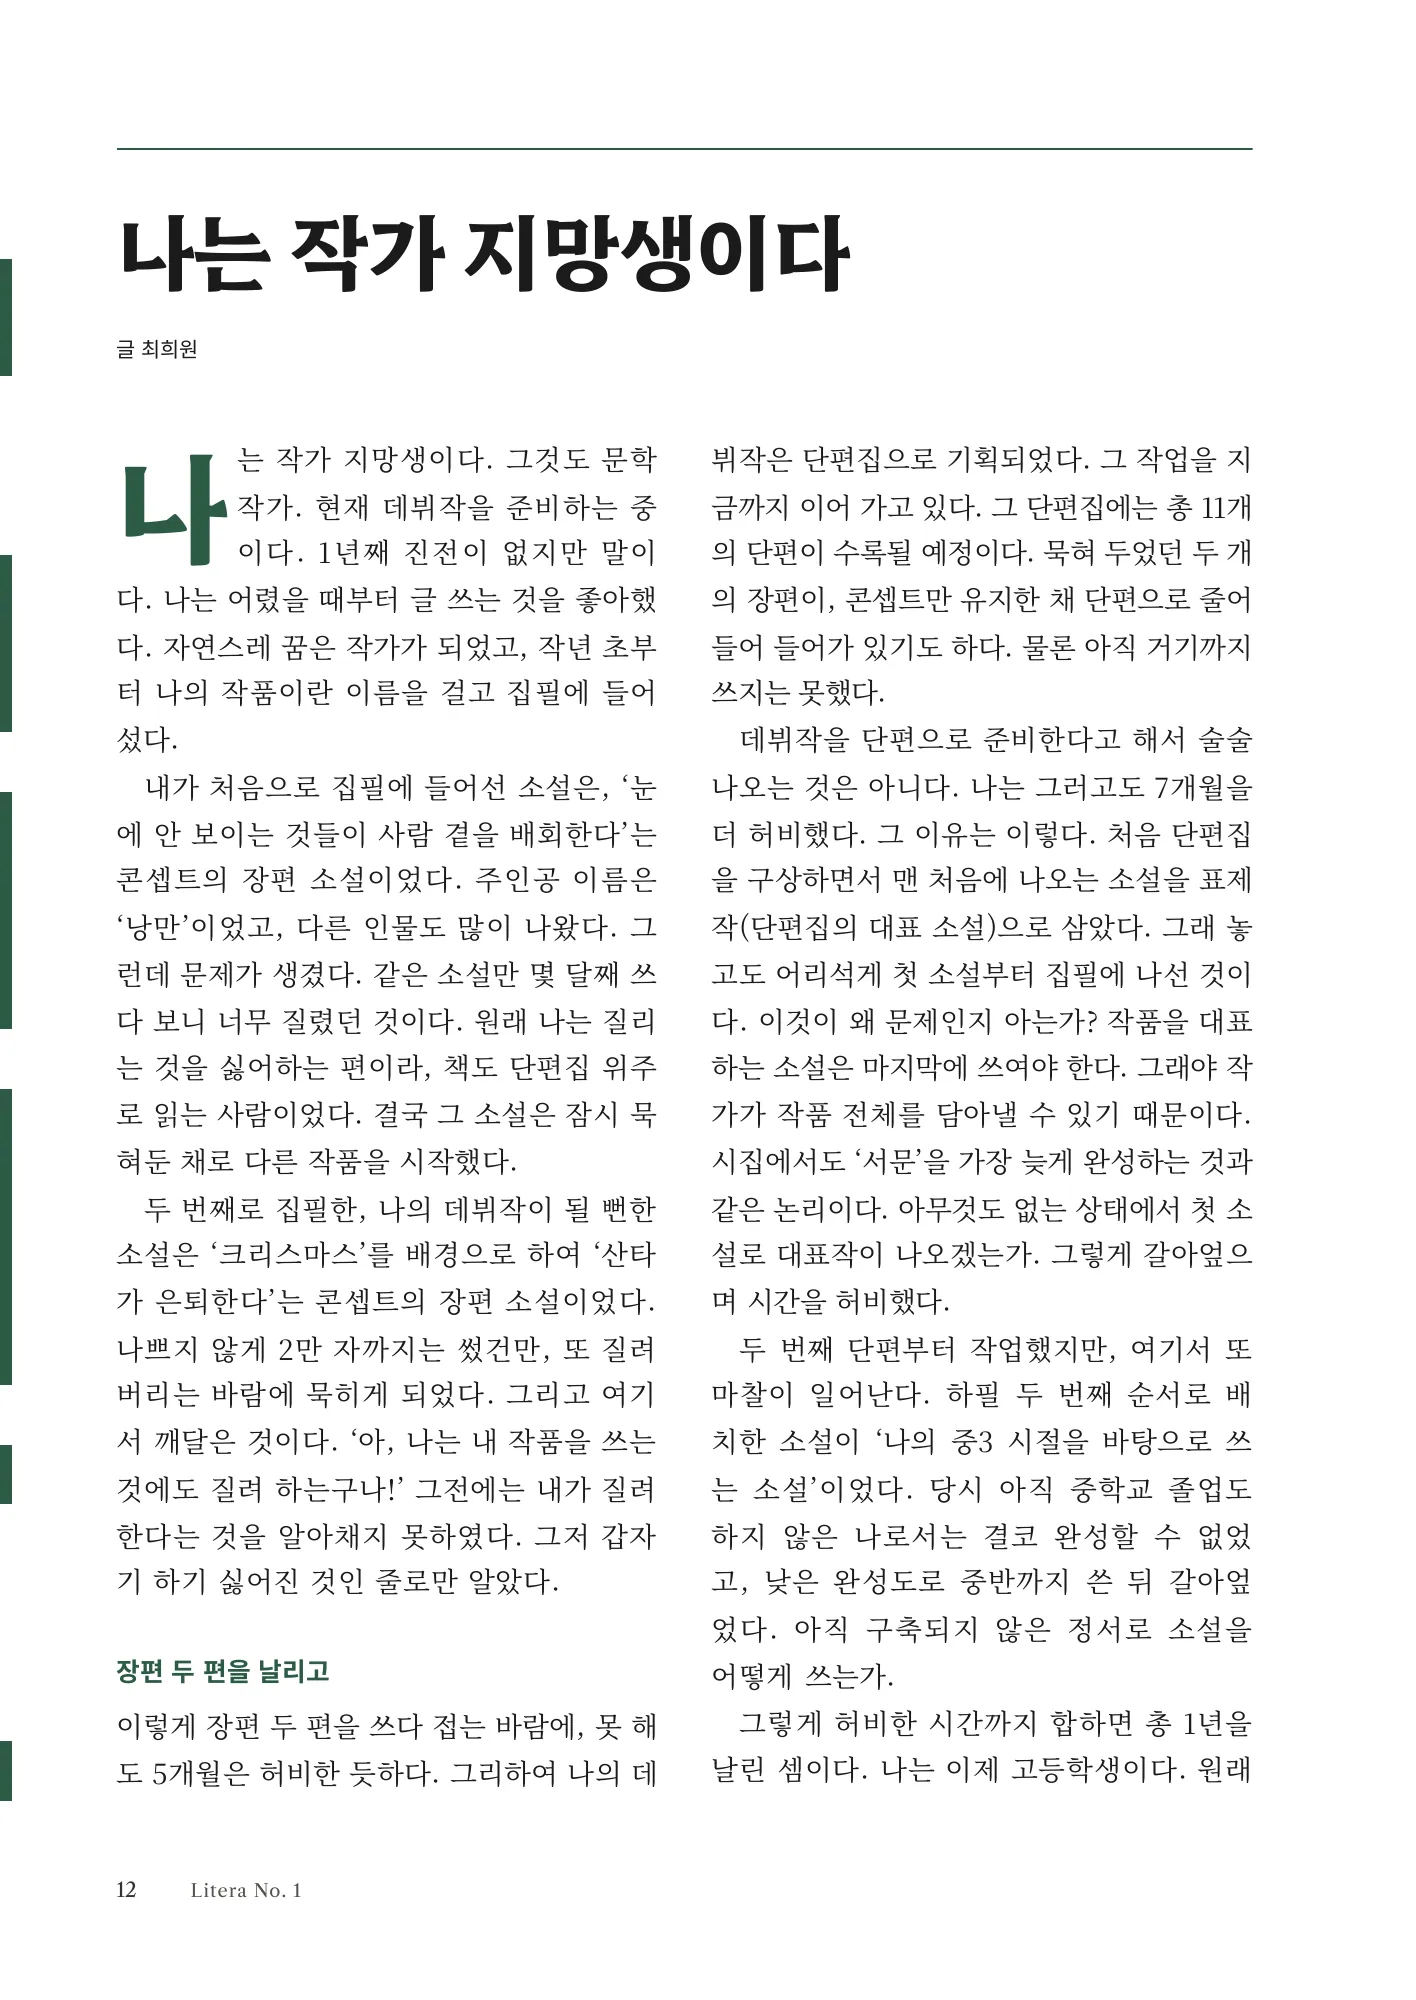 나는 작가 지망생이다
글 최희원
나는 작가 지망생이다. 그것도 문학
작가. 현재 데뷔작을 준비하는 중
이다. 1년째 진전이 없지만 말이
다. 나는 어렸을 때부터 글 쓰는 것을 좋아했
다. 자연스레 꿈은 작가가 되었고, 작년 초부
터 나의 작품이란 이름을 걸고 집필에 들어
섰다.
내가 처음으로 집필에 들어선 소설은, ‘눈
에 안 보이는 것들이 사람 곁을 배회한다’는
콘셉트의 장편 소설이었다. 주인공 이름은
‘낭만’이었고, 다른 인물도 많이 나왔다. 그
런데 문제가 생겼다. 같은 소설만 몇 달째 쓰
다 보니 너무 질렸던 것이다. 원래 나는 질리
는 것을 싫어하는 편이라, 책도 단편집 위주
로 읽는 사람이었다. 결국 그 소설은 잠시 묵
혀둔 채로 다른 작품을 시작했다.
두 번째로 집필한, 나의 데뷔작이 될 뻔한
소설은 ‘크리스마스’를 배경으로 하여 ‘산타
가 은퇴한다’는 콘셉트의 장편 소설이었다.
나쁘지 않게 2만 자까지는 썼건만, 또 질려
버리는 바람에 묵히게 되었다. 그리고 여기
서 깨달은 것이다. ‘아, 나는 내 작품을 쓰는
것에도 질려 하는구나!’ 그전에는 내가 질려
한다는 것을 알아채지 못하였다. 그저 갑자
기 하기 싫어진 것인 줄로만 알았다.
장편 두 편을 날리고
이렇게 장편 두 편을 쓰다 접는 바람에, 못 해
도 5개월은 허비한 듯하다. 그리하여 나의 데
뷔작은 단편집으로 기획되었다. 그 작업을 지
금까지 이어 가고 있다. 그 단편집에는 총 11개
의 단편이 수록될 예정이다. 묵혀 두었던 두 개
의 장편이, 콘셉트만 유지한 채 단편으로 줄어
들어 들어가 있기도 하다. 물론 아직 거기까지
쓰지는 못했다.
데뷔작을 단편으로 준비한다고 해서 술술
나오는 것은 아니다. 나는 그러고도 7개월을
더 허비했다. 그 이유는 이렇다. 처음 단편집
을 구상하면서 맨 처음에 나오는 소설을 표제
작(단편집의 대표 소설)으로 삼았다. 그래 놓
고도 어리석게 첫 소설부터 집필에 나선 것이
다. 이것이 왜 문제인지 아는가? 작품을 대표
하는 소설은 마지막에 쓰여야 한다. 그래야 작
가가 작품 전체를 담아낼 수 있기 때문이다.
시집에서도 ‘서문’을 가장 늦게 완성하는 것과
같은 논리이다. 아무것도 없는 상태에서 첫 소
설로 대표작이 나오겠는가. 그렇게 갈아엎으
며 시간을 허비했다.
두 번째 단편부터 작업했지만, 여기서 또
마찰이 일어난다. 하필 두 번째 순서로 배
치한 소설이 ‘나의 중3 시절을 바탕으로 쓰
는 소설’이었다. 당시 아직 중학교 졸업도
하지 않은 나로서는 결코 완성할 수 없었
고, 낮은 완성도로 중반까지 쓴 뒤 갈아엎
었다. 아직 구축되지 않은 정서로 소설을
어떻게 쓰는가.
그렇게 허비한 시간까지 합하면 총 1년을
날린 셈이다. 나는 이제 고등학생이다. 원래
12 Litera No. 1